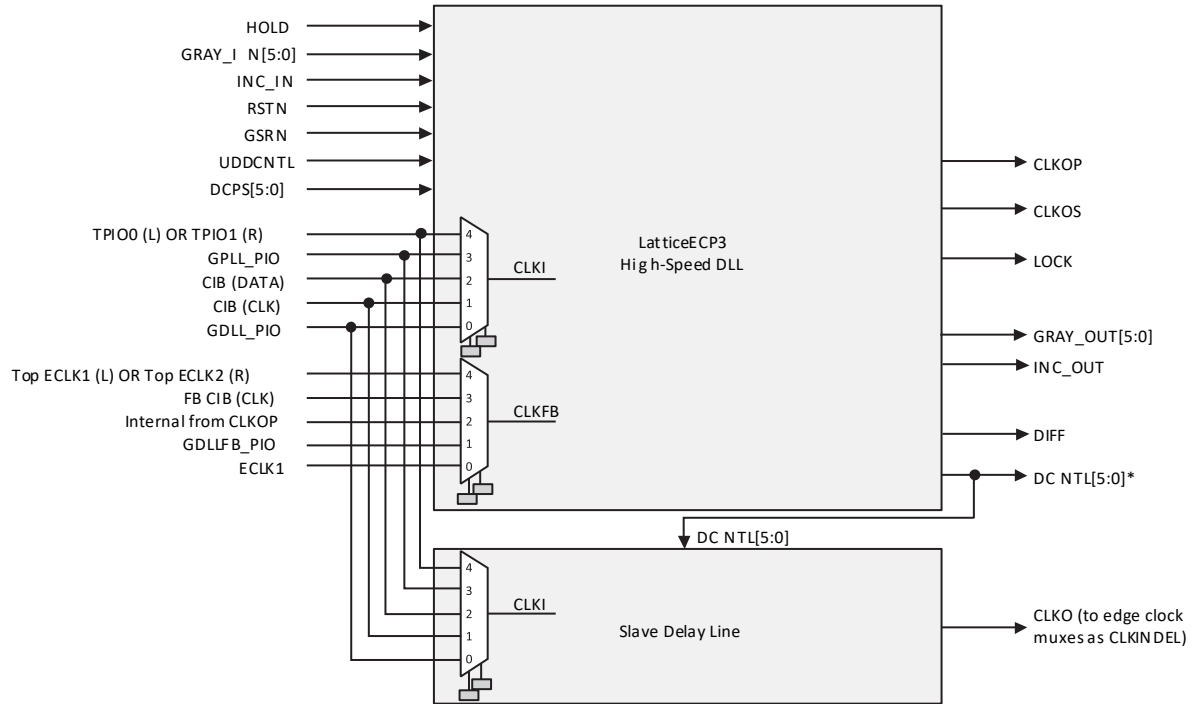 HOLD
GRAY_I N[5:0]
INC_IN
RSTN
GSRN
UDDCNTL
DCPS[5:0]
TPIO0 (L) OR TPIO1 (R)
GPLL_PIO
CIB (DATA)
CIB (CLK)
GDLL_PIO
4
3
2
1
0
CLKI
Top ECLK1 (L) OR Top ECLK2 (R)
FB CIB (CLK)
Internal from CLKOP
GDLLFB_PIO
ECLK1
4
3
2
1
0
CLKFB
LatticeECP3
High-Speed DLL
CLKOP
CLKOS
LOCK
GRAY_OUT[5:0]
INC_OUT
DIFF
DC NTL[5:0]*
DC NTL[5:0]
4
3
2
1
0
CLKI
Slave Delay Line
CLKO (to edge clock
muxes as CLKINDEL)